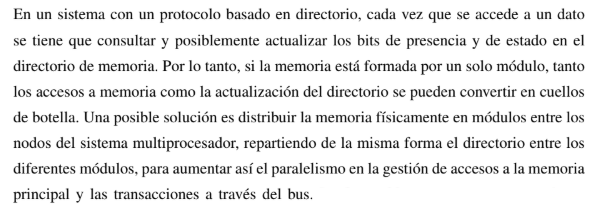 En un sistema con un protocolo basado en directorio, cada vez que se accede a un dato
se tiene que consultar y posiblemente actualizar los bits de presencia y de estado en el
directorio de memoria. Por lo tanto, si la memoria está formada por un solo módulo, tanto
los accesos a memoria como la actualización del directorio se pueden convertir en cuellos
de botella. Una posible solución es distribuir la memoria físicamente en módulos entre los
nodos del sistema multiprocesador, repartiendo de la misma forma el directorio entre los
diferentes módulos, para aumentar así el paralelismo en la gestión de accesos a la memoria
principal y las transacciones a través del bus.